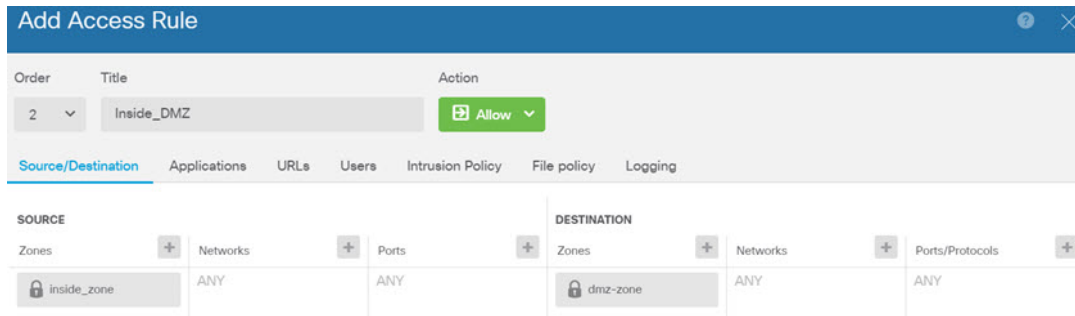 Add Access Rule
Order Title Action
2 Inside_DMZ Allow
Source/Destination Applications URLs Users Intrusion Policy File policy Logging
SOURCE DESTINATION
Zones Networks Ports Zones Networks Ports/Protocols
inside_zone ANY ANY dmz-zone ANY ANY